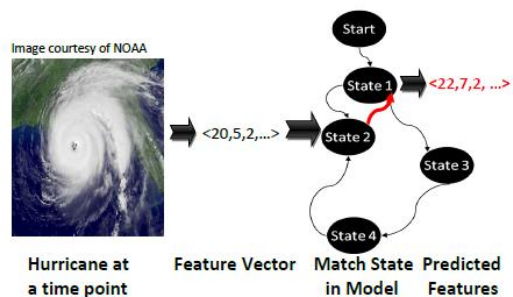 Start
Image courtesy of NOAA
State 1
<22,7,2, ...>
<20,5,2,...>
State 2
State 3
State 4
Hurricane at
a time point
Feature Vector
Match State
in Model
Predicted
Features